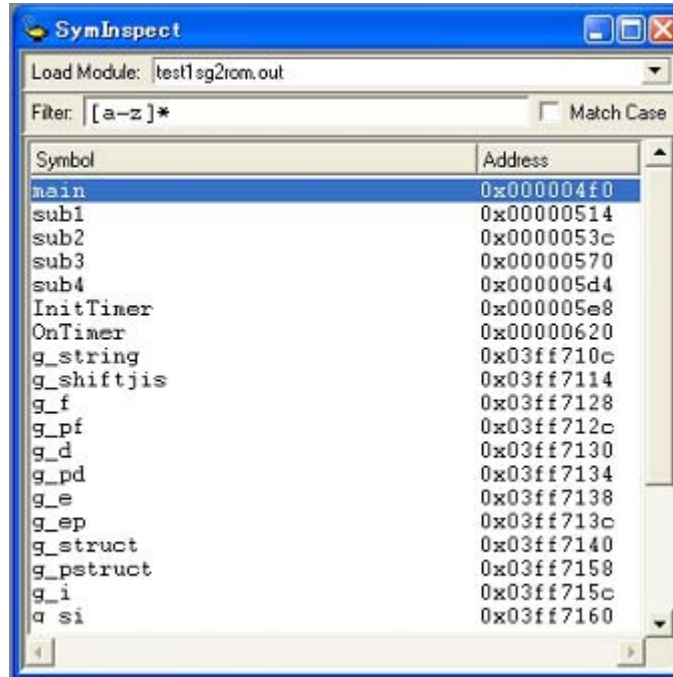 SymInspect
Load Module: test1sg2rom.out
Filter: [a-z]* Match Case
Symbol Address
main 0x000004f0
sub1 0x00000514
sub2 0x0000053c
sub3 0x00000570
sub4 0x000005d4
InitTimer 0x000005e8
OnTimer 0x00000620
g_string 0x03ff710c
g_shiftjis 0x03ff7114
g_f 0x03ff7128
g_pf 0x03ff712c
g_d 0x03ff7130
g_pd 0x03ff7134
g_e 0x03ff7138
g_ep 0x03ff713c
g_struct 0x03ff7140
g_pstruct 0x03ff7158
g_i 0x03ff715c
g_si 0x03ff7160